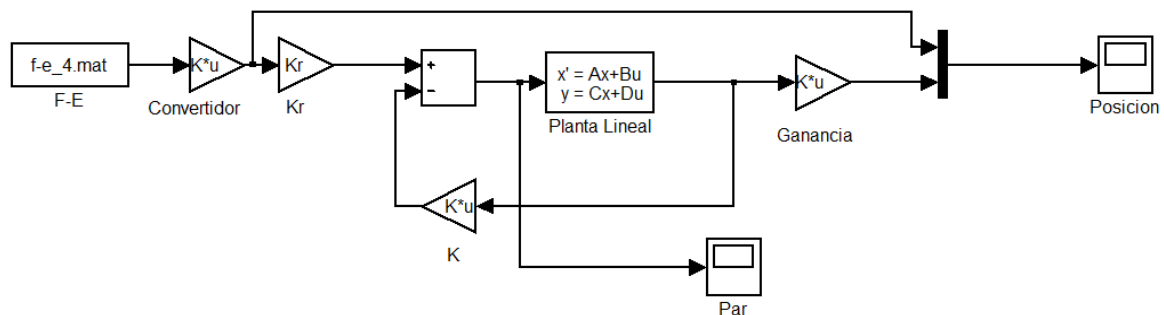 f-e_4.mat
F-E
K*u
Convertidor
Kr
Kr
+
−
x' = Ax+Bu
y = Cx+Du
Planta Lineal
K*u
Ganancia
Posicion
K*u
K
Par